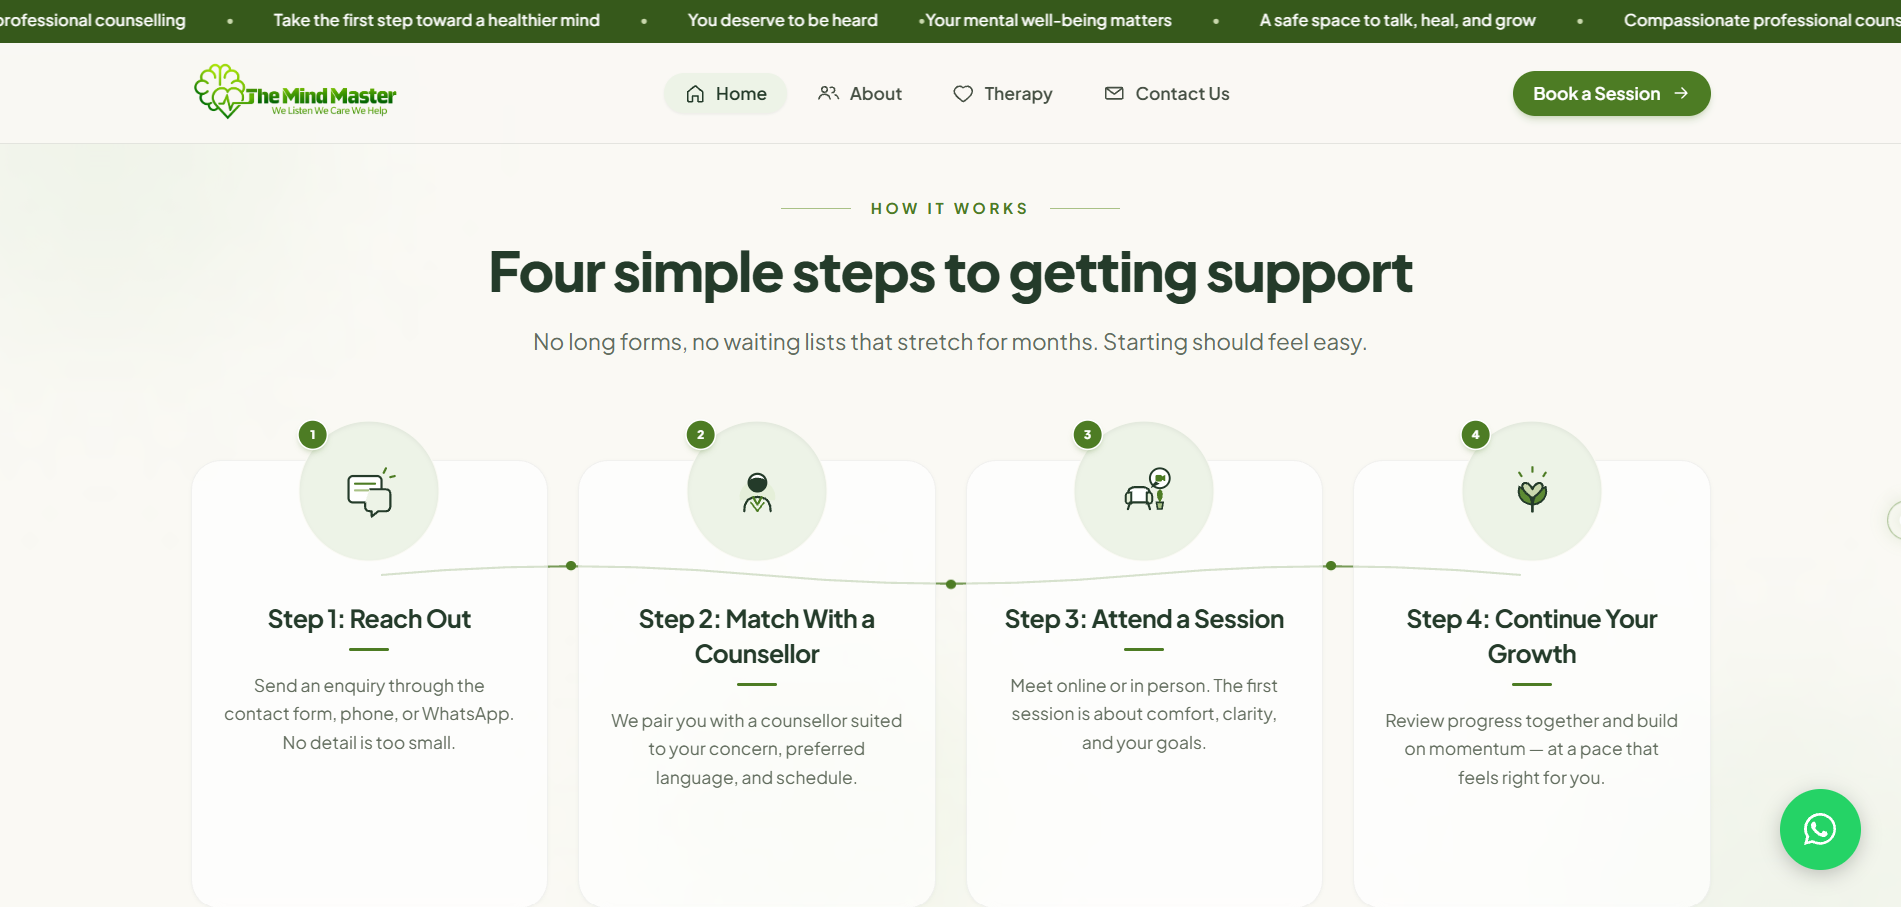 professional counselling • Take the first step toward a healthier mind • You deserve to be heard •Your mental well-being matters • A safe space to talk, heal, and grow • Compassionate professional
The Mind Master
We Listen We Care We Help
Home
About
Therapy
Contact Us
Book a Session
HOW IT WORKS
Four simple steps to getting support
No long forms, no waiting lists that stretch for months. Starting should feel easy.
1
2
3
4
Step 1: Reach Out
Send an enquiry through the
contact form, phone, or WhatsApp.
No detail is too small.
Step 2: Match With a
Counsellor
We pair you with a counsellor suited
to your concern, preferred
language, and schedule.
Step 3: Attend a Session
Meet online or in person. The first
session is about comfort, clarity,
and your goals.
Step 4: Continue Your
Growth
Review progress together and build
on momentum — at a pace that
feels right for you.